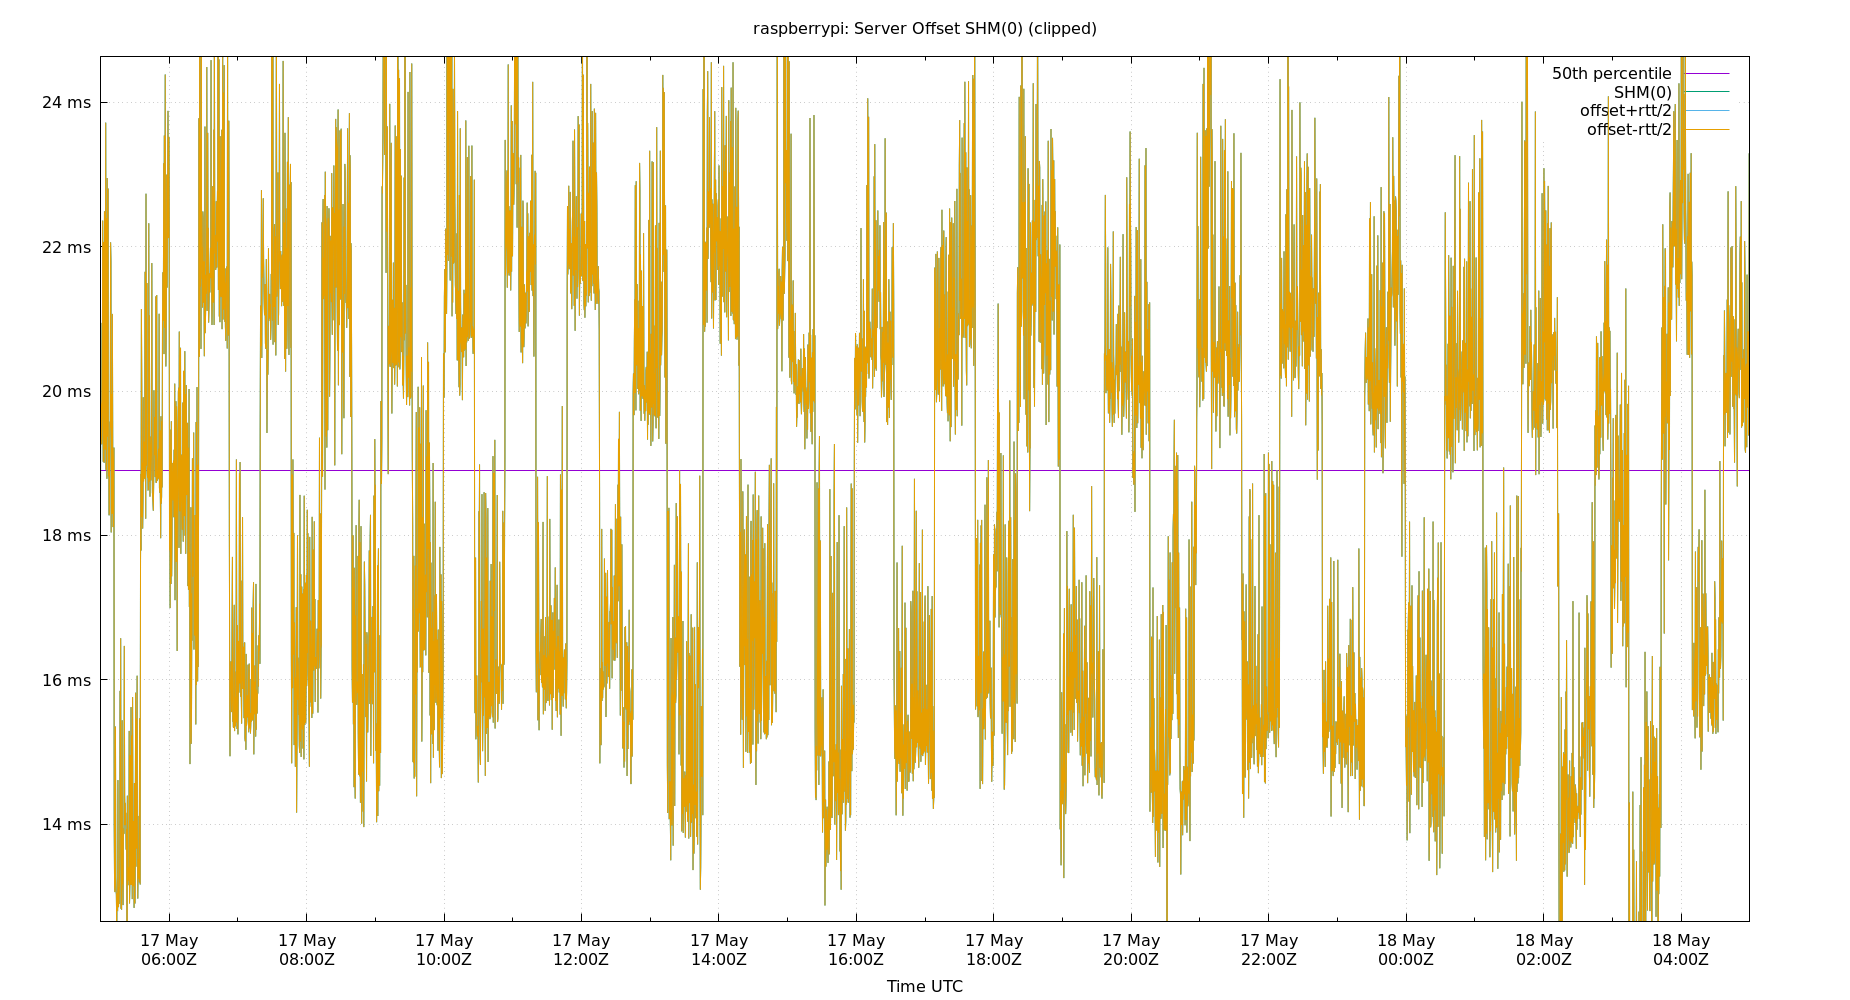 raspberrypi: Server Offset SHM(0) (clipped)
50th percentile
SHM(0)
offset+rtt/2
offset-rtt/2
24 ms
22 ms
20 ms
18 ms
16 ms
14 ms
17 May 17 May 17 May 17 May 17 May 17 May 17 May 17 May 17 May 18 May 18 May 18 May
06:00Z 08:00Z 10:00Z 12:00Z 14:00Z 16:00Z 18:00Z 20:00Z 22:00Z 00:00Z 02:00Z 04:00Z
Time UTC